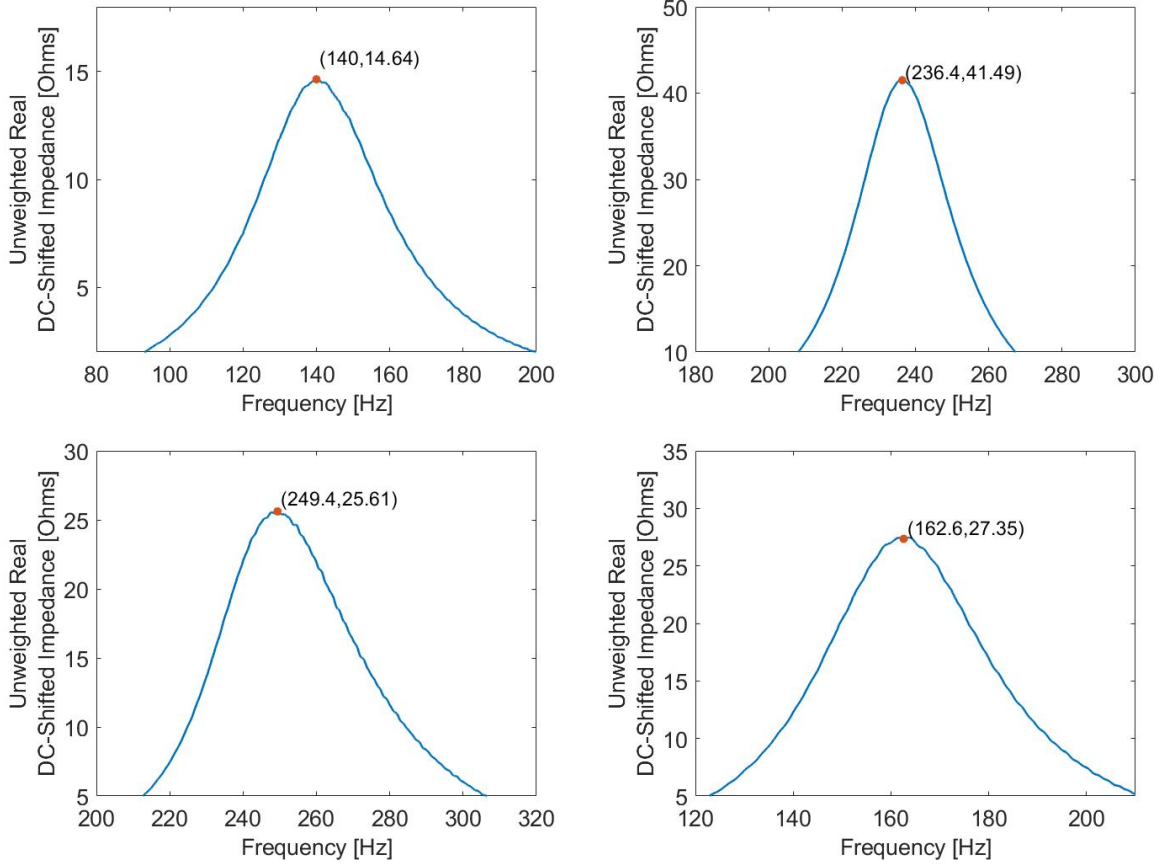 Unweighted Real
DC-Shifted Impedance [Ohms]
15
10
5
(140,14.64)
80 100 120 140 160 180 200
Frequency [Hz]
Unweighted Real
DC-Shifted Impedance [Ohms]
50
40
30
20
10
(236.4,41.49)
180 200 220 240 260 280 300
Frequency [Hz]
Unweighted Real
DC-Shifted Impedance [Ohms]
30
25
20
15
10
5
(249.4,25.61)
200 220 240 260 280 300 320
Frequency [Hz]
Unweighted Real
DC-Shifted Impedance [Ohms]
35
30
25
20
15
10
5
(162.6,27.35)
120 140 160 180 200
Frequency [Hz]